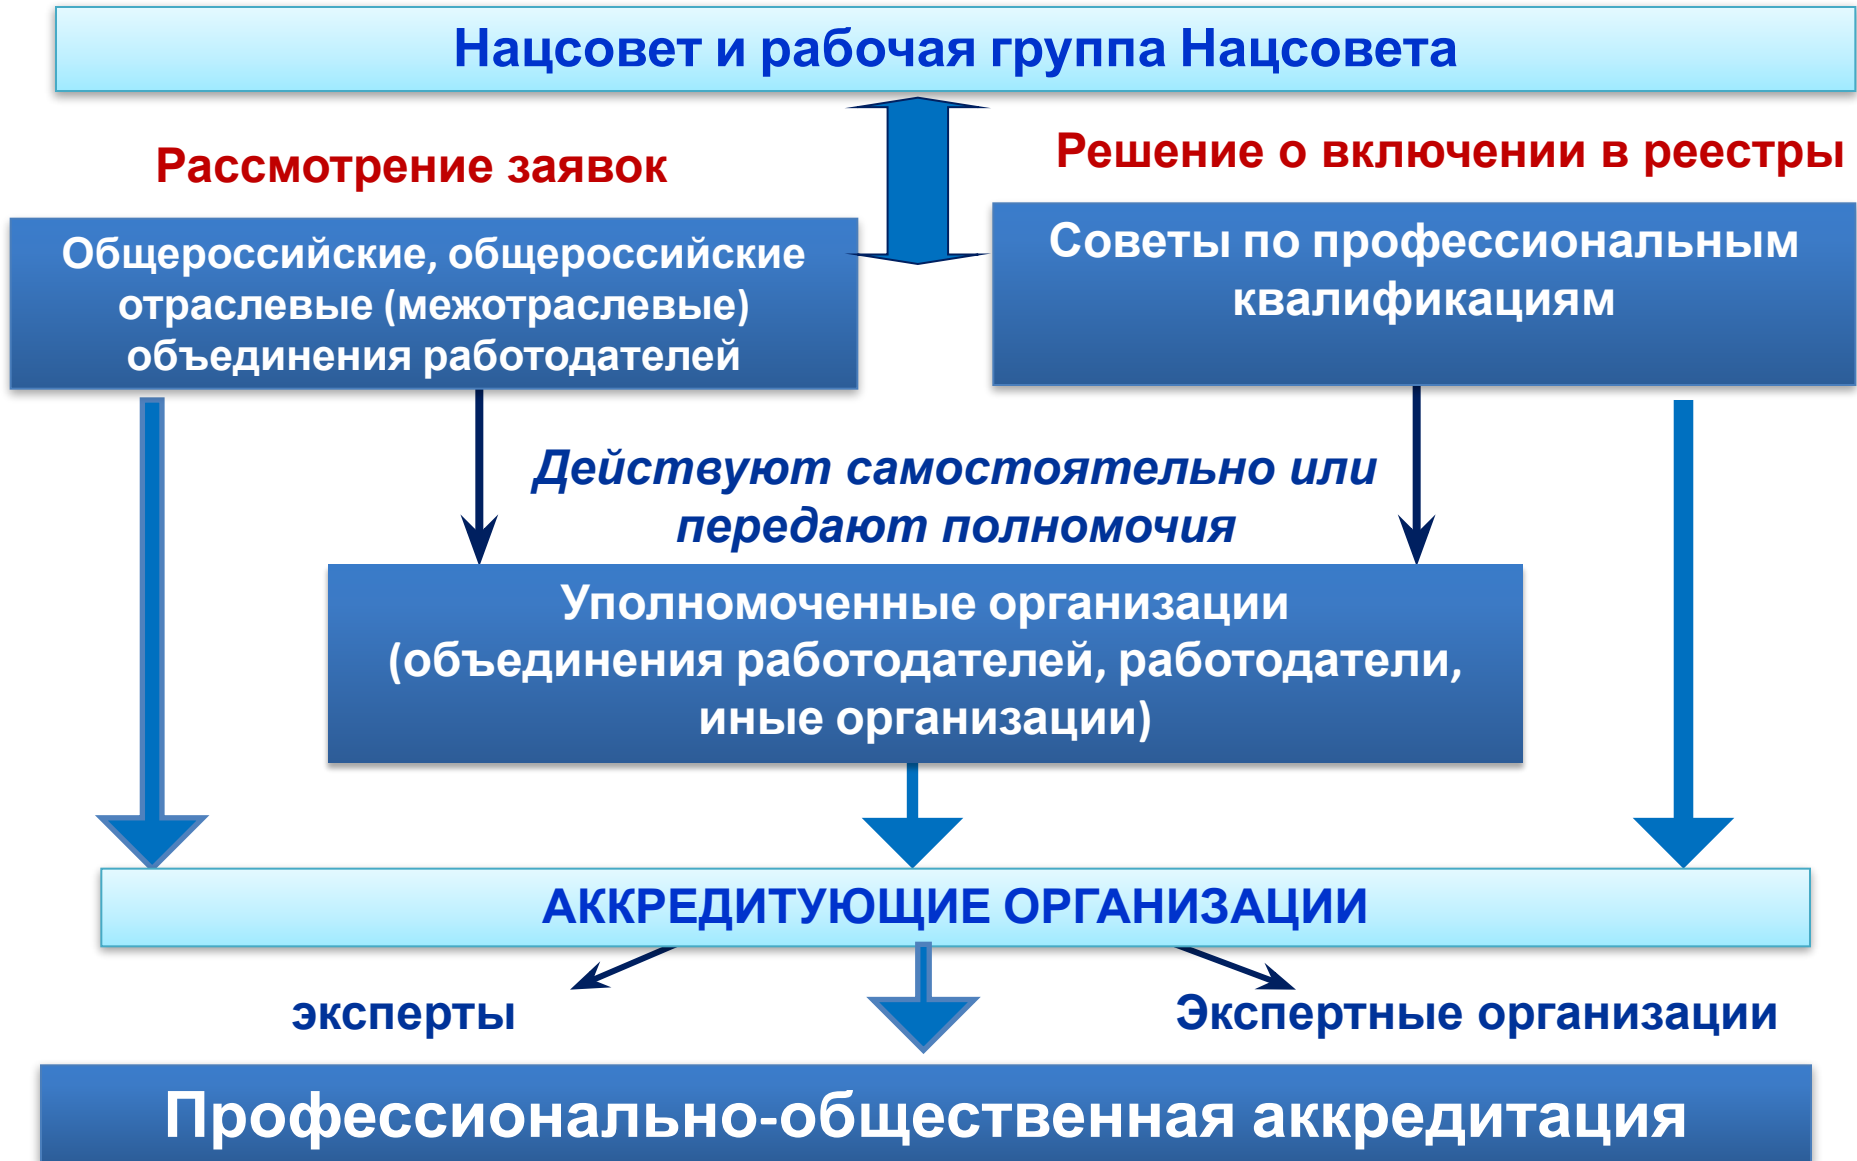 Нацсовет и рабочая группа Нацсовета
Рассмотрение заявок
Решение о включении в реестры
Общероссийские, общероссийские
отраслевые (межотраслевые)
объединения работодателей
Советы по профессиональным
квалификациям
Действуют самостоятельно или
передают полномочия
Уполномоченные организации
(объединения работодателей, работодатели,
иные организации)
АККРЕДИТУЮЩИЕ ОРГАНИЗАЦИИ
эксперты
Экспертные организации
Профессионально-общественная аккредитация